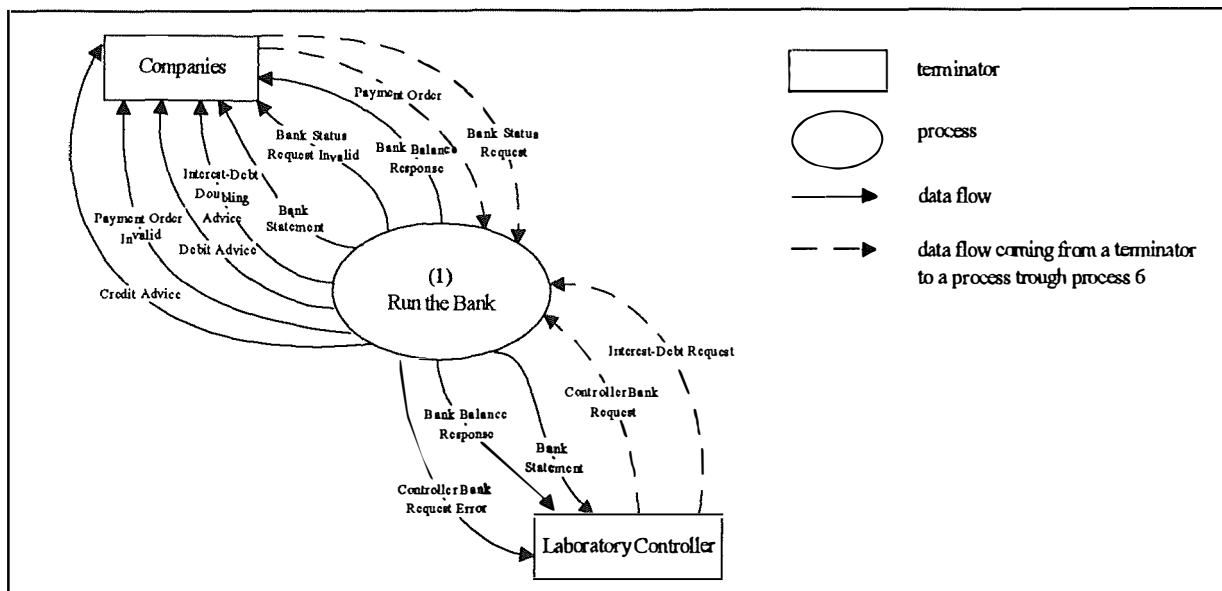 Companies
Payment Order
Bank Status
Request
Bank Status
Request Invalid
Bank Balance
Response
Interest-Debt
Doubling
Advice
Bank
Statement
Payment Order
Invalid
Debit Advice
Credit Advice
(1)
Run the Bank
Interest-Debt Request
Controller Bank
Request
Bank Balance
Response
Bank
Statement
Controller Bank
Request Error
Laboratory Controller
terminator
process
data flow
data flow coming from a terminator
to a process trough process 6